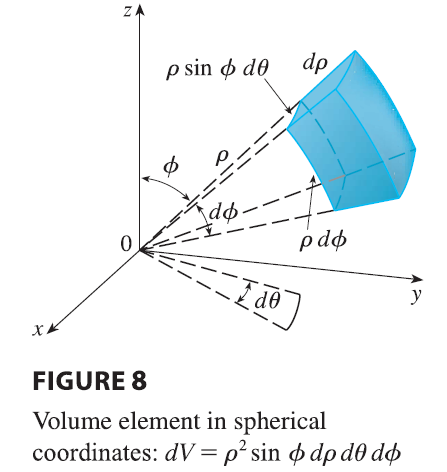 z
ρ sin ϕ dθ
dρ
ϕ
ρ
dϕ
0
ρ dϕ
dθ
y
x
FIGURE 8
Volume element in spherical
coordinates: dV = ρ² sin ϕ dρ dθ dϕ